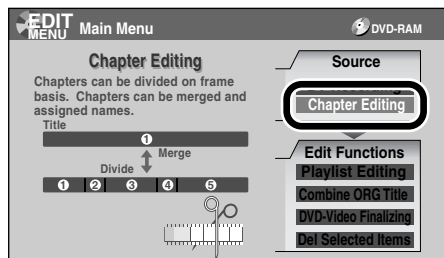 EDIT
MENU Main Menu
DVD-RAM
Chapter Editing
Chapters can be divided on frame
basis. Chapters can be merged and
assigned names.
Title
1
Merge
Divide
1 2 3 4 5
Source
Chapter Editing
Edit Functions
Playlist Editing
Combine ORG Title
DVD-Video Finalizing
Del Selected Items